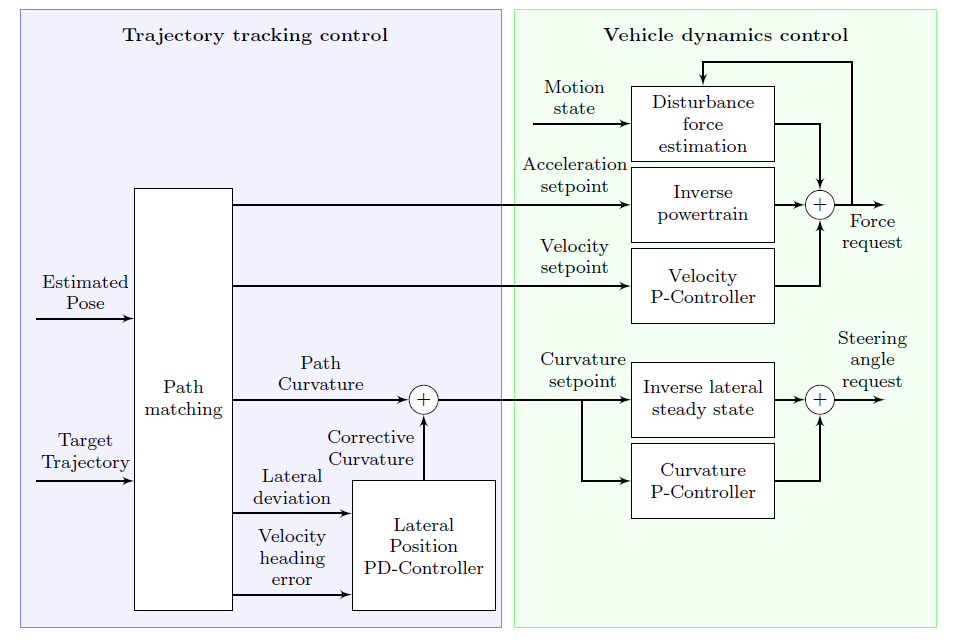 Trajectory tracking control
Vehicle dynamics control
Motion
state
Disturbance
force
estimation
Acceleration
setpoint
Inverse
powertrain
+
Force
request
Velocity
setpoint
Velocity
P-Controller
Estimated
Pose
Path
matching
Target
Trajectory
Path
Curvature
+
Corrective
Curvature
Lateral
deviation
Velocity
heading
error
Lateral
Position
PD-Controller
Curvature
setpoint
Inverse lateral
steady state
+
Steering
angle
request
Curvature
P-Controller